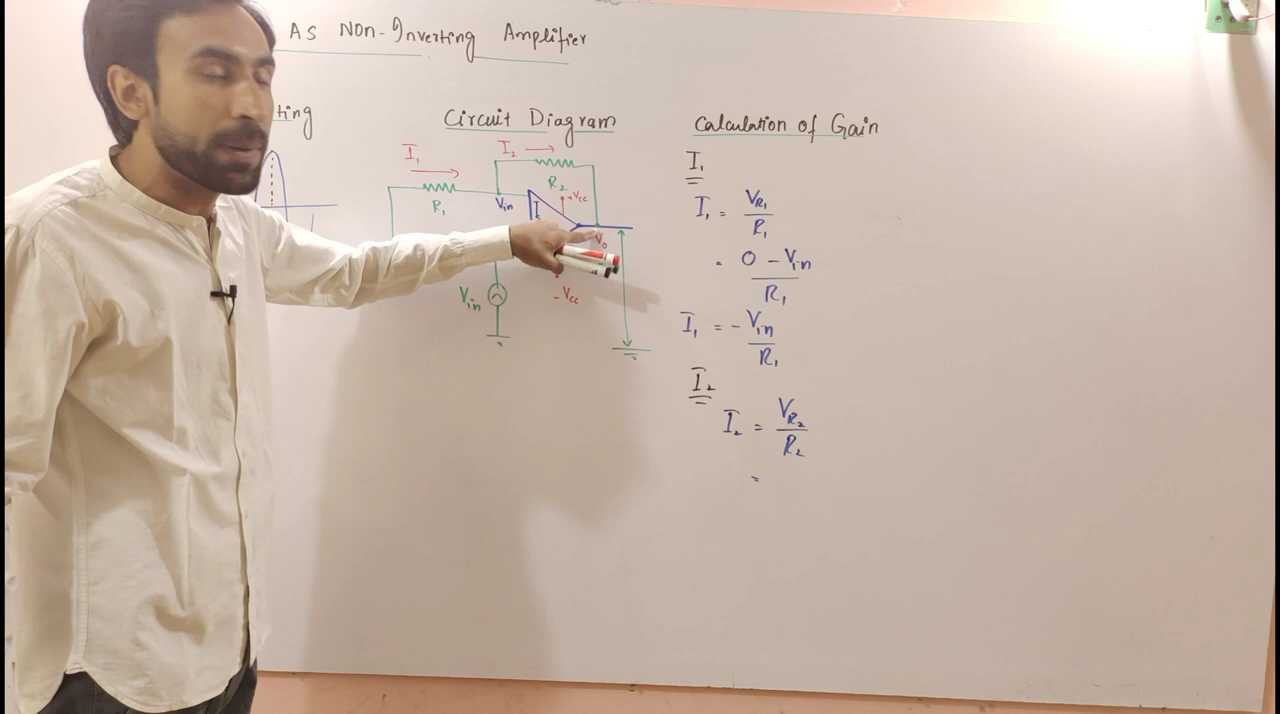 As Non-Inverting Amplifier
ting
Circuit Diagram
Calculation of Gain
I₁
I₂
R₁
R₂
Vin
+Vcc
V₀
Vin
-Vcc
I₁
I₁ = VR₁/R₁
= 0 - Vin/R₁
I₁ = - Vin/R₁
I₂
I₂ = VR₂/R₂
=